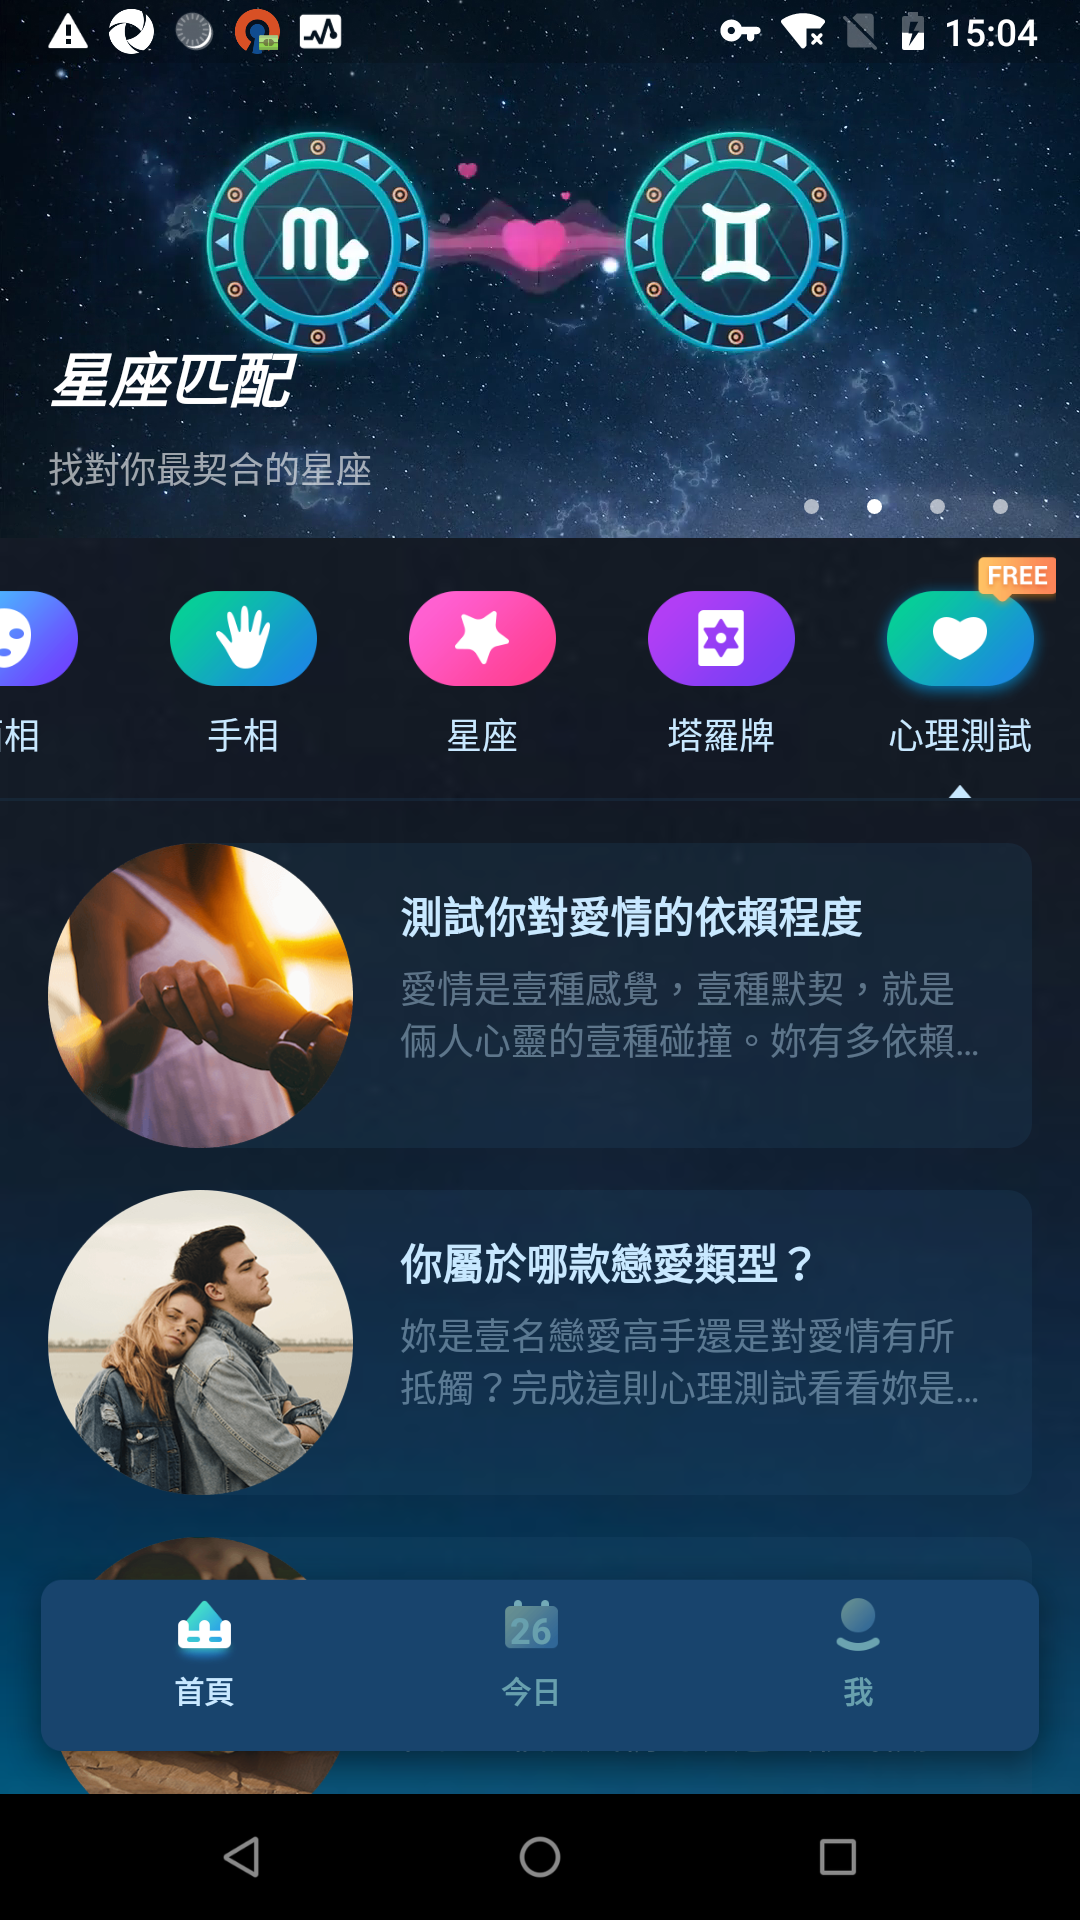 15:04
星座匹配
找對你最契合的星座
FREE
相
手相
星座
塔羅牌
心理測試
測試你對愛情的依賴程度
愛情是壹種感覺，壹種默契，就是
倆人心靈的壹種碰撞。妳有多依賴...
你屬於哪款戀愛類型？
妳是壹名戀愛高手還是對愛情有所
抵觸？完成這則心理測試看看妳是...
26
首頁
今日
我